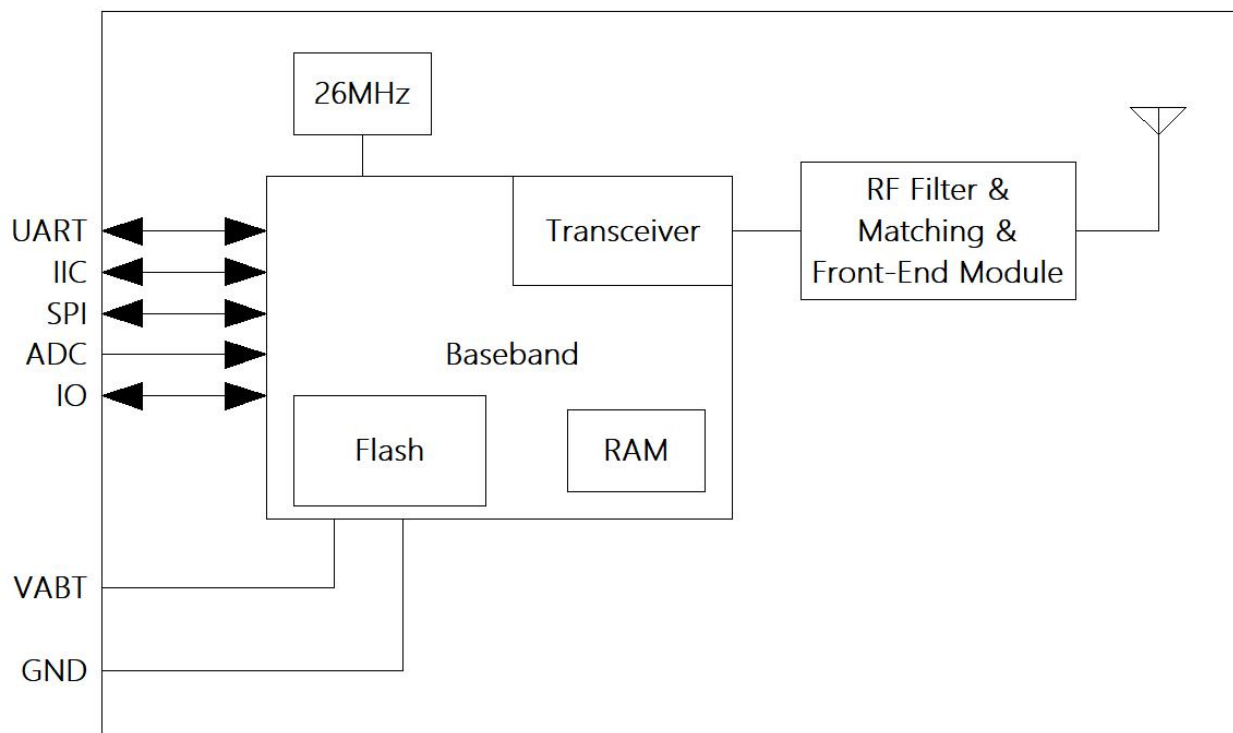 26MHz
Transceiver
RF Filter &
Matching &
Front-End Module
UART
IIC
SPI
ADC
IO
Baseband
Flash
RAM
VABT
GND